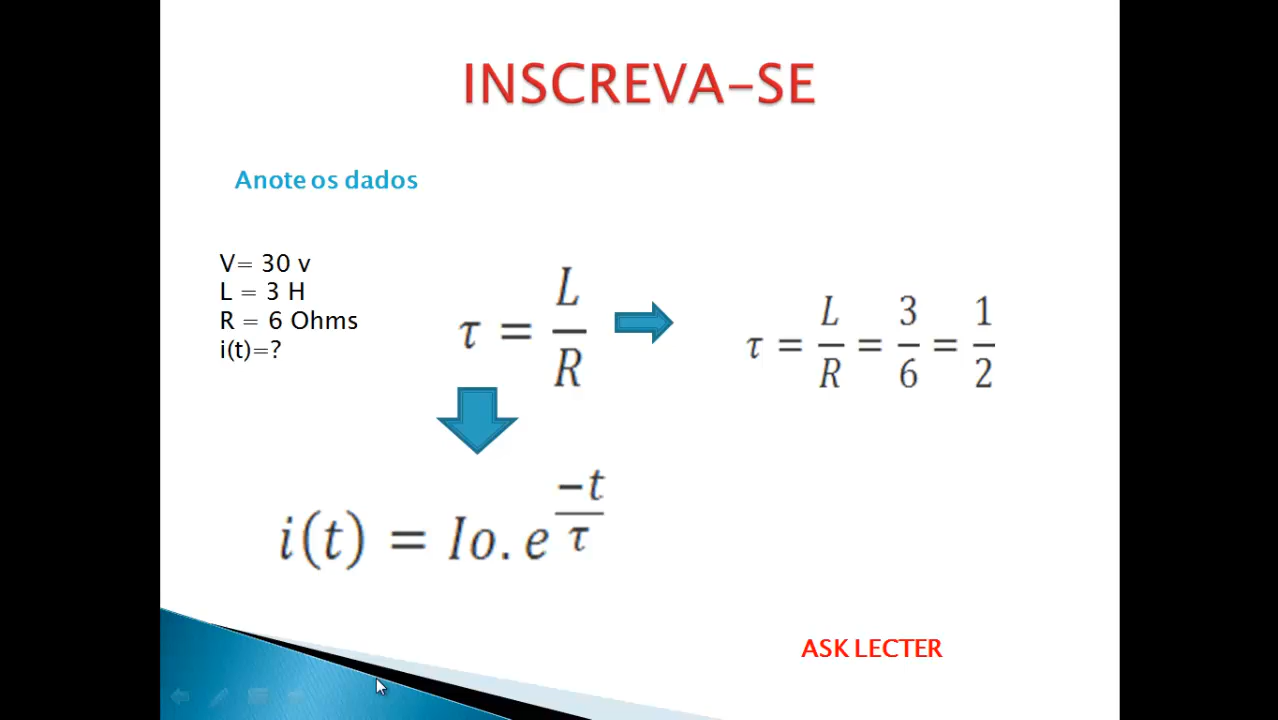 INSCREVA-SE
Anote os dados
V= 30 v
L = 3 H
R = 6 Ohms
i(t)=?
τ = L/R
τ = L/R = 3/6 = 1/2
i(t) = Io. e^(-t/τ)
ASK LECTER